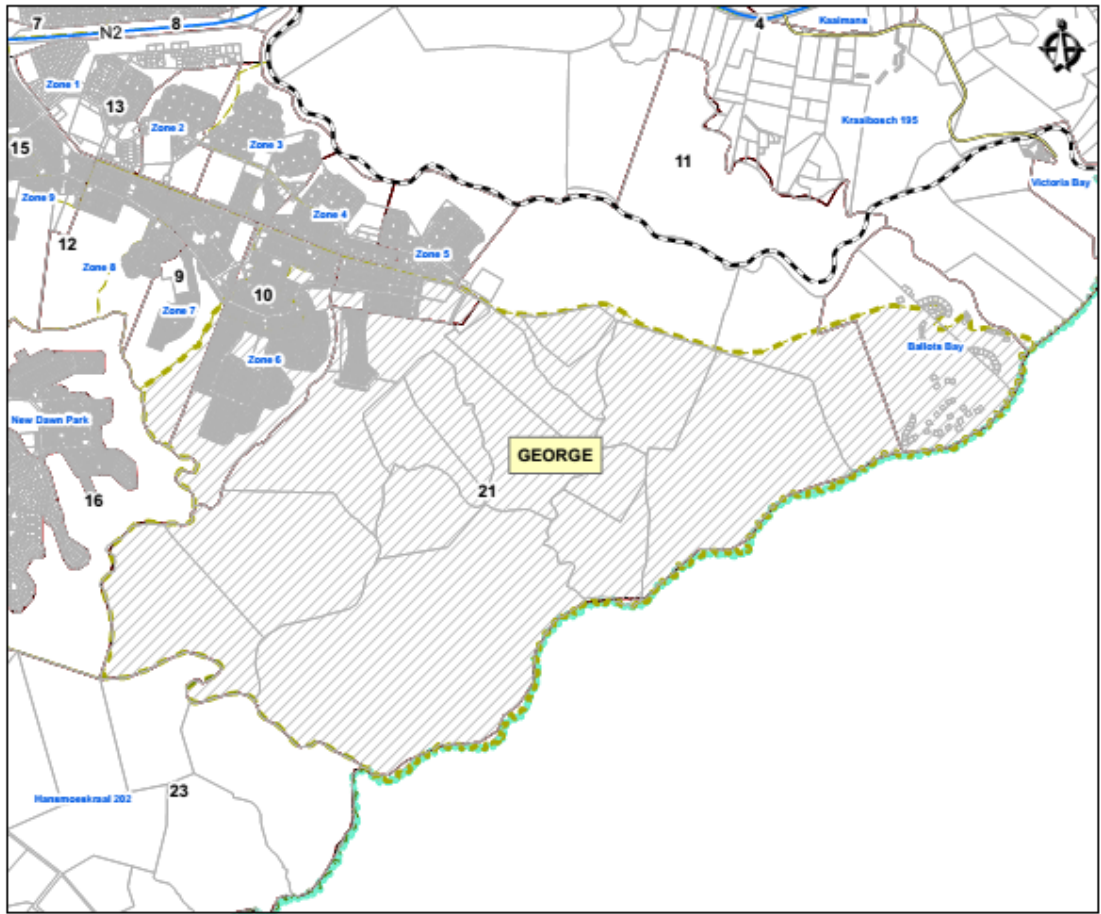 7
8
N2
4
Kaaimans
Zone 1
13
Zone 2
Zone 3
15
11
Kraaibosch 195
Victoria Bay
Zone 9
Zone 4
12
Zone 8
9
Zone 5
10
Zone 7
Zone 6
Ballots Bay
New Dawn Park
GEORGE
21
16
23
Hansmoeskraal 202